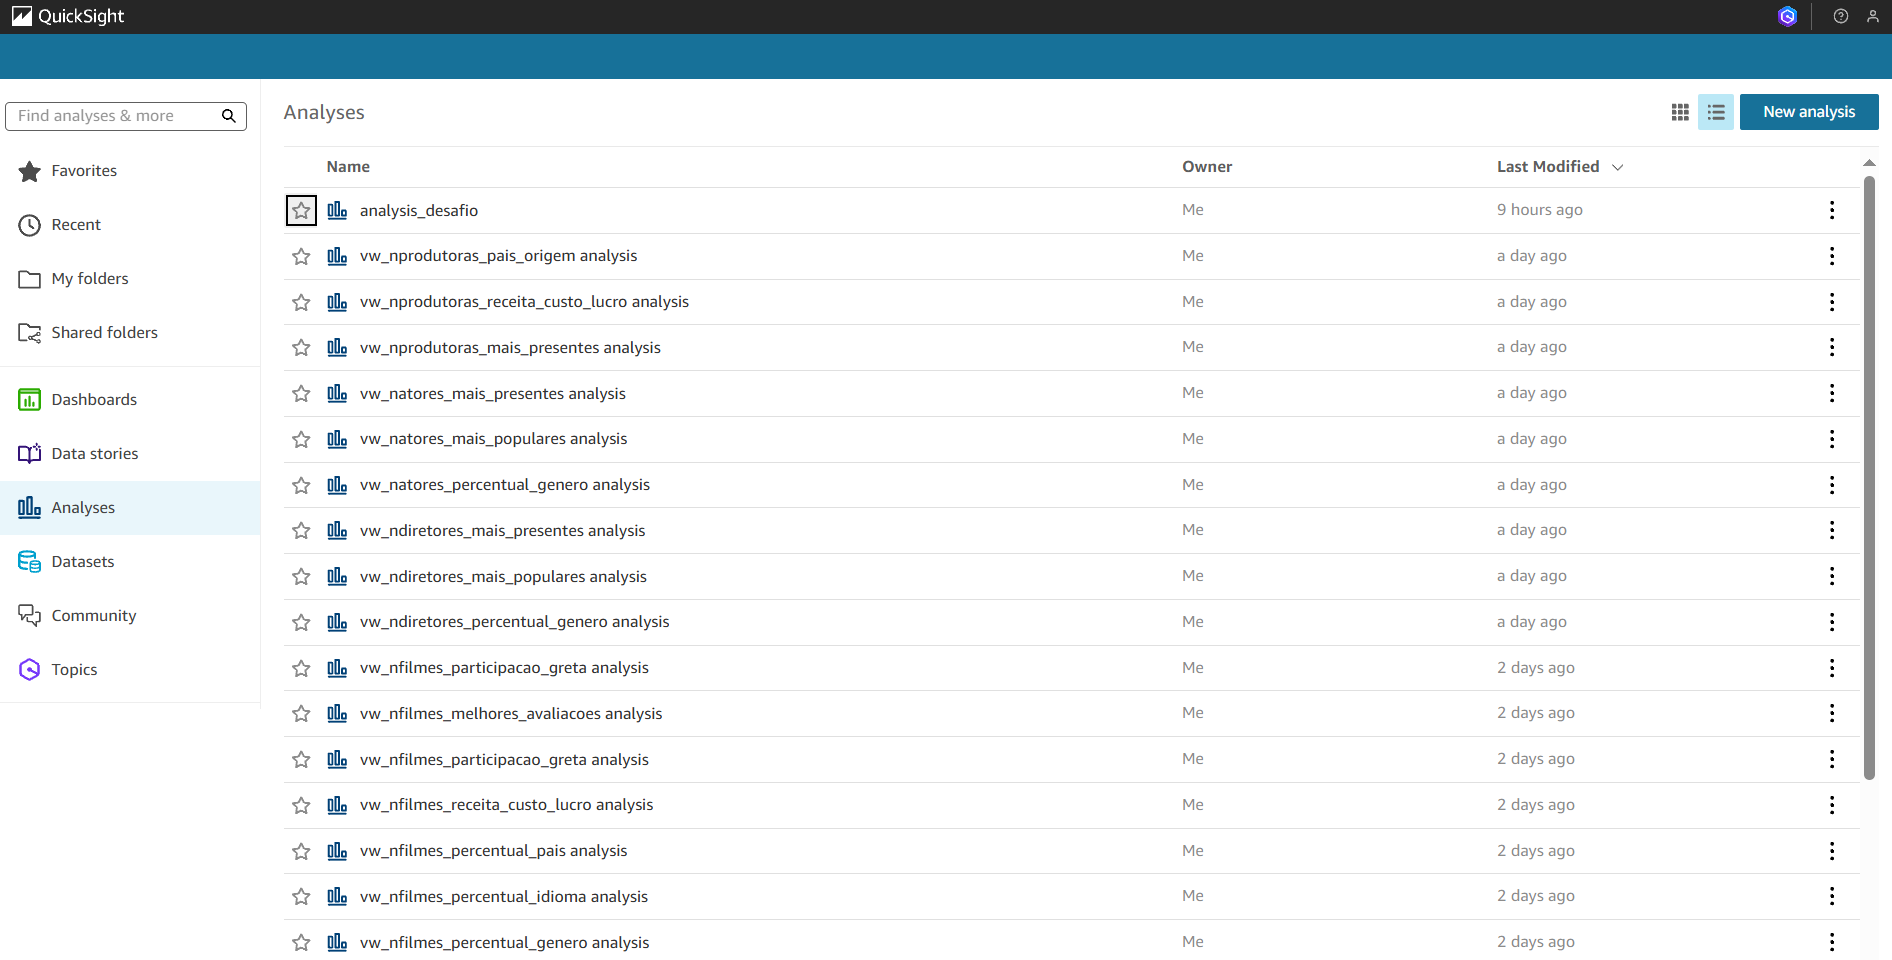 QuickSight
Find analyses & more
Favorites
Recent
My folders
Shared folders
Dashboards
Data stories
Analyses
Datasets
Community
Topics
Analyses
New analysis
Name Owner Last Modified
analysis_desafio Me 9 hours ago
vw_nprodutoras_pais_origem analysis Me a day ago
vw_nprodutoras_receita_custo_lucro analysis Me a day ago
vw_nprodutoras_mais_presentes analysis Me a day ago
vw_natores_mais_presentes analysis Me a day ago
vw_natores_mais_populares analysis Me a day ago
vw_natores_percentual_genero analysis Me a day ago
vw_ndiretores_mais_presentes analysis Me a day ago
vw_ndiretores_mais_populares analysis Me a day ago
vw_ndiretores_percentual_genero analysis Me a day ago
vw_nfilmes_participacao_greta analysis Me 2 days ago
vw_nfilmes_melhores_avaliacoes analysis Me 2 days ago
vw_nfilmes_participacao_greta analysis Me 2 days ago
vw_nfilmes_receita_custo_lucro analysis Me 2 days ago
vw_nfilmes_percentual_pais analysis Me 2 days ago
vw_nfilmes_percentual_idioma analysis Me 2 days ago
vw_nfilmes_percentual_genero analysis Me 2 days ago